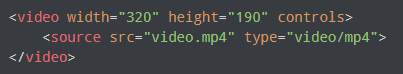 <video width="320" height="190" controls>
    <source src="video.mp4" type="video/mp4">
</video>